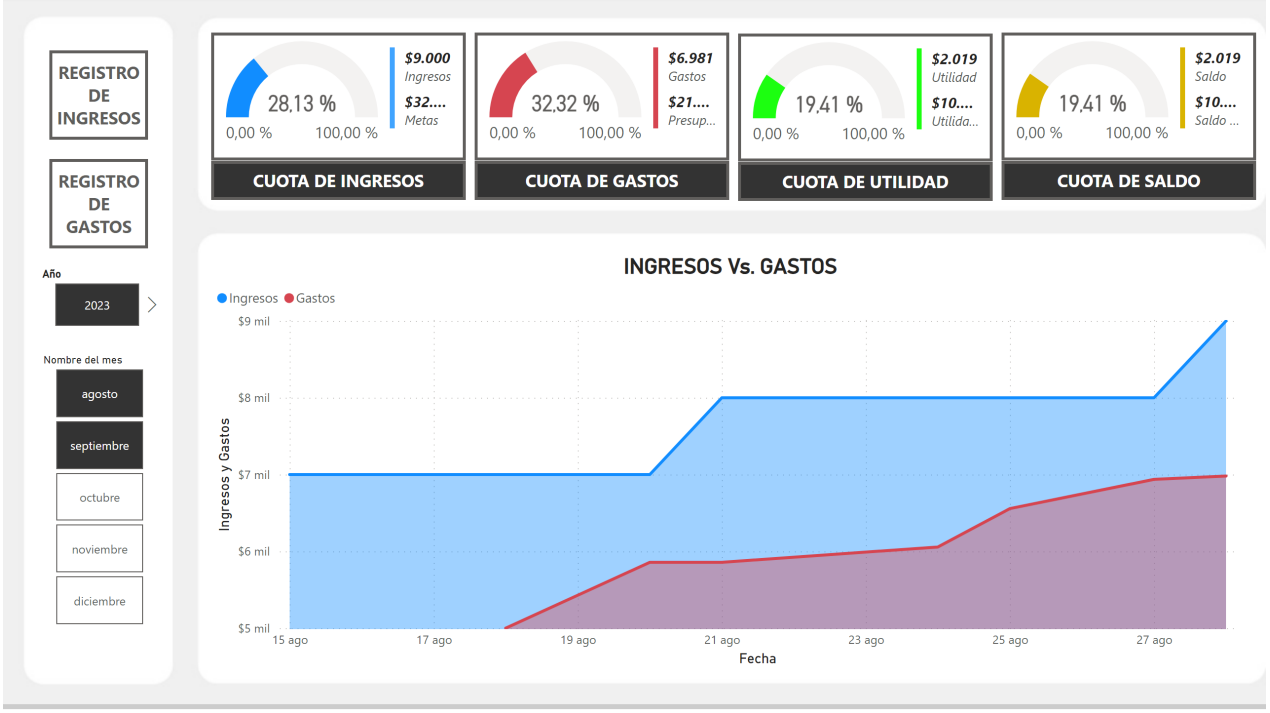 REGISTRO
DE
INGRESOS
REGISTRO
DE
GASTOS
Año
2023
Nombre del mes
agosto
septiembre
octubre
noviembre
diciembre
28,13 %
0,00 %
100,00 %
$9.000
Ingresos
$32....
Metas
CUOTA DE INGRESOS
32,32 %
0,00 %
100,00 %
$6.981
Gastos
$21....
Presup...
CUOTA DE GASTOS
19,41 %
0,00 %
100,00 %
$2.019
Utilidad
$10....
Utilida...
CUOTA DE UTILIDAD
19,41 %
0,00 %
100,00 %
$2.019
Saldo
$10....
Saldo ...
CUOTA DE SALDO
INGRESOS Vs. GASTOS
Ingresos Gastos
Ingresos y Gastos
$9 mil
$8 mil
$7 mil
$6 mil
$5 mil
15 ago 17 ago 19 ago 21 ago 23 ago 25 ago 27 ago
Fecha